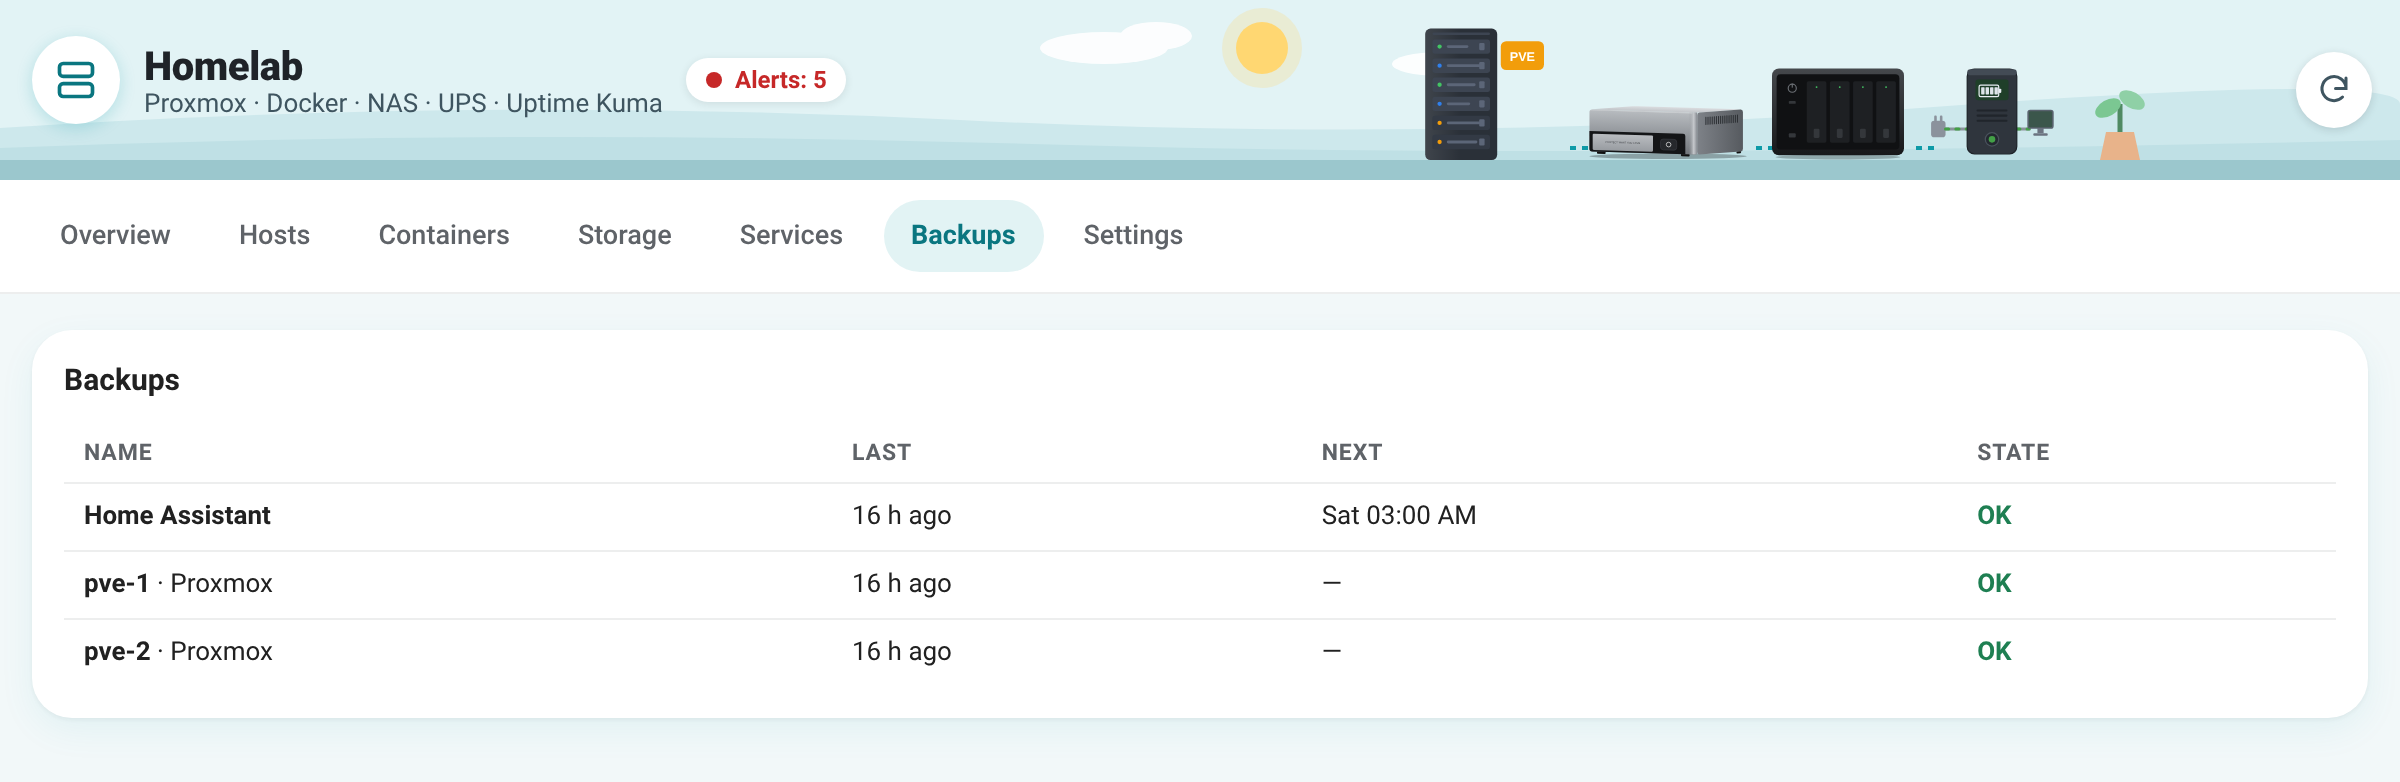 Homelab
Proxmox · Docker · NAS · UPS · Uptime Kuma
Alerts: 5
PVE
Overview Hosts Containers Storage Services Backups Settings
Backups
NAME LAST NEXT STATE
Home Assistant 16 h ago Sat 03:00 AM OK
pve-1 · Proxmox 16 h ago — OK
pve-2 · Proxmox 16 h ago — OK